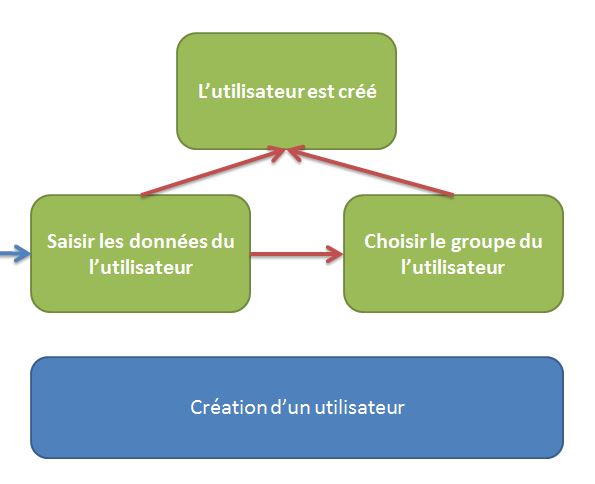 L’utilisateur est créé
Saisir les données du
l’utilisateur
Choisir le groupe du
l’utilisateur
Création d’un utilisateur